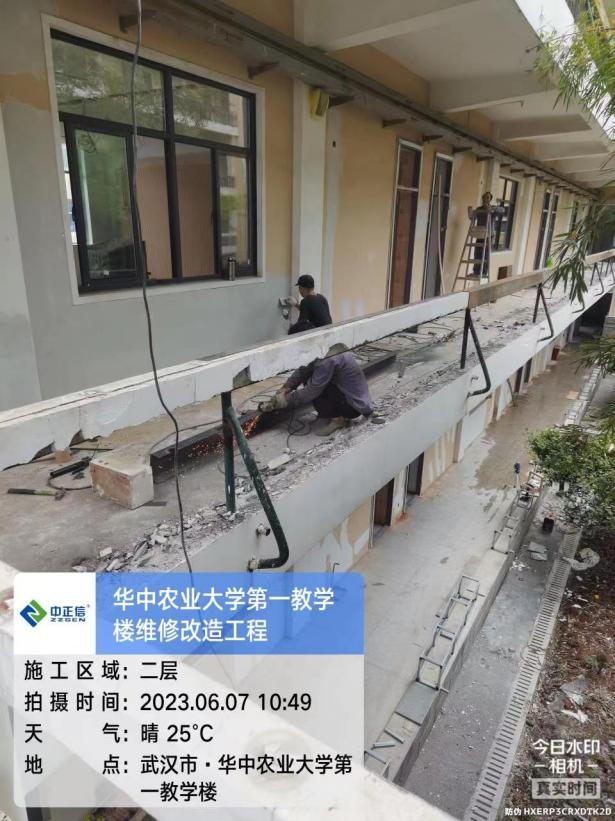 中正信
ZZGEN
华中农业大学第一教学
楼维修改造工程
施工区域：二层
拍摄时间：2023.06.07 10:49
天气：晴 25°C
地点：武汉市·华中农业大学第
一教学楼
今日水印
相机
真实时间
防伪 HXERP3CRXDTK2D